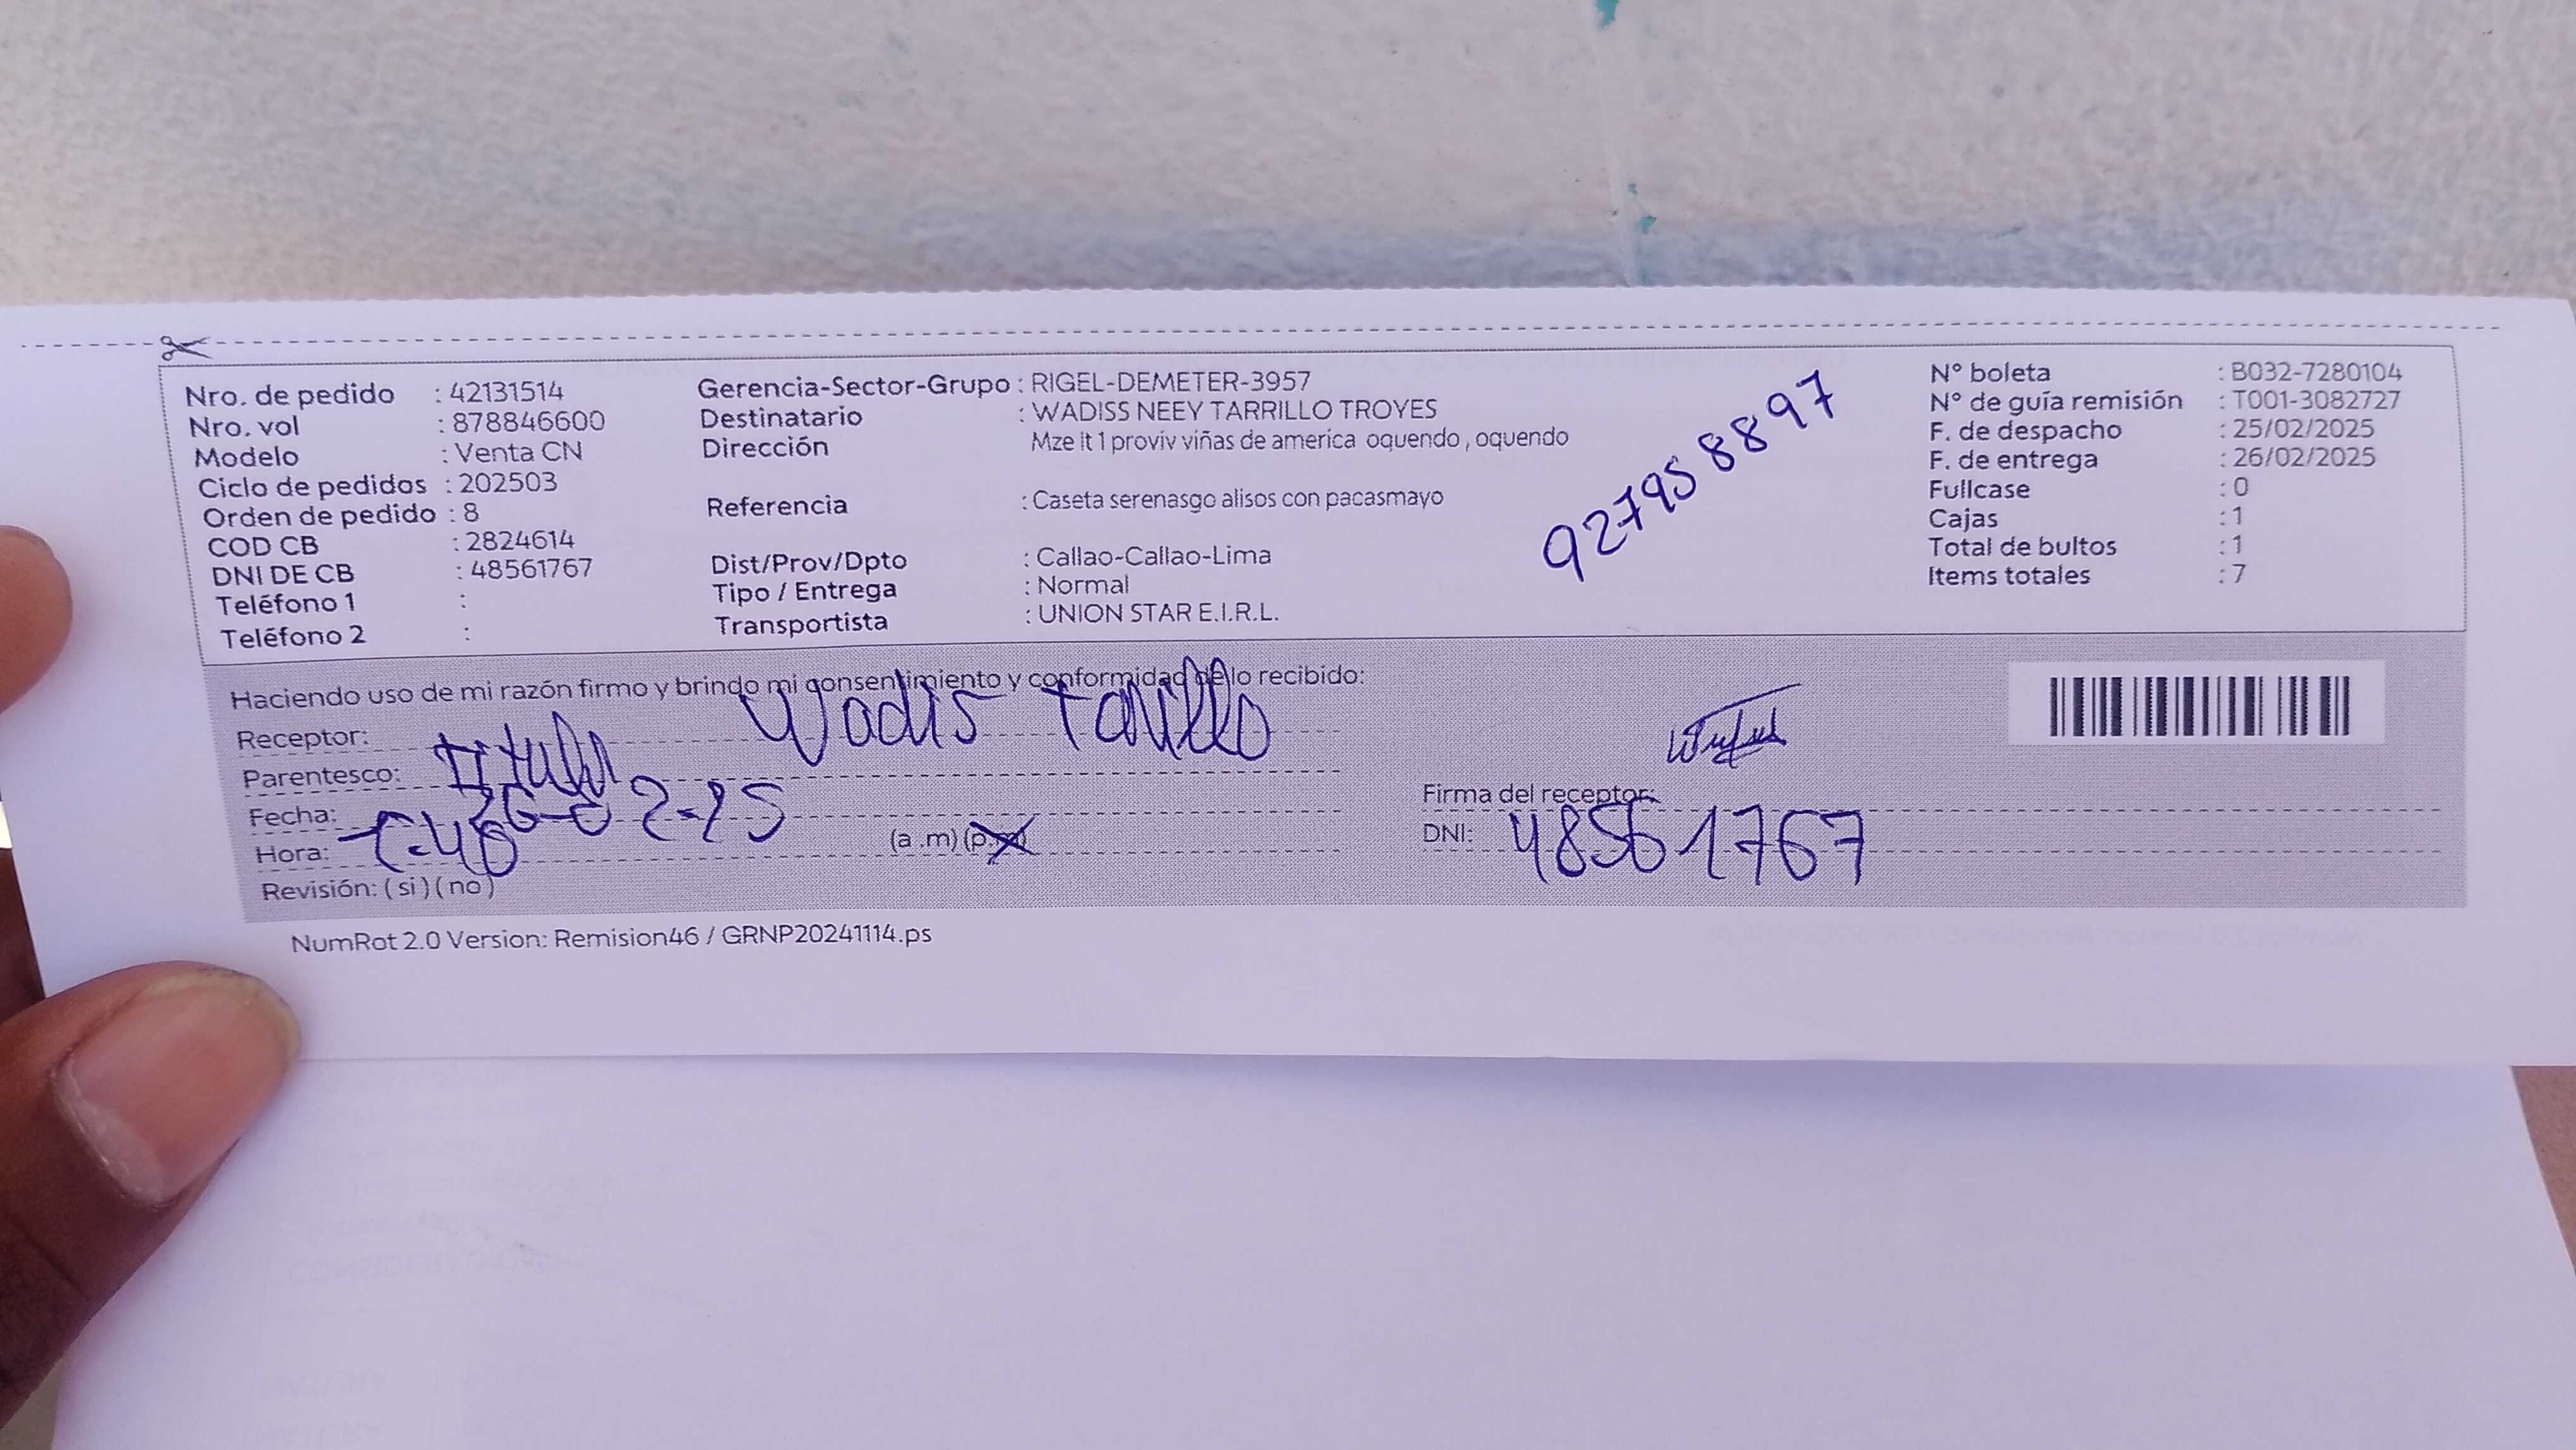 Nro. de pedido : 42131514
Nro. vol : 878846600
Modelo : Venta CN
Ciclo de pedidos : 202503
Orden de pedido : 8
COD CB : 2824614
DNI DE CB : 48561767
Teléfono 1 :
Teléfono 2 :
Gerencia-Sector-Grupo : RIGEL-DEMETER-3957
Destinatario : WADISS NEEY TARRILLO TROYES
Dirección Mze lt 1 proviv viñas de america oquendo , oquendo
Referencia : Caseta serenasgo alisos con pacasmayo
Dist/Prov/Dpto : Callao-Callao-Lima
Tipo / Entrega : Normal
Transportista : UNION STAR E.I.R.L.
927958897
N° boleta : B032-7280104
N° de guía remisión : T001-3082727
F. de despacho : 25/02/2025
F. de entrega : 26/02/2025
Fullcase : 0
Cajas : 1
Total de bultos : 1
Items totales : 7
Haciendo uso de mi razón firmo y brindo mi consentimiento y conformidad de lo recibido:
Receptor: Wadis Tarillo
Parentesco: titular
Fecha: 26-02-25
Hora: (a .m) (p.m)
Revisión: ( si ) ( no )
Firma del receptor:
DNI: 48561767
NumRot 2.0 Version: Remision46 / GRNP20241114.ps